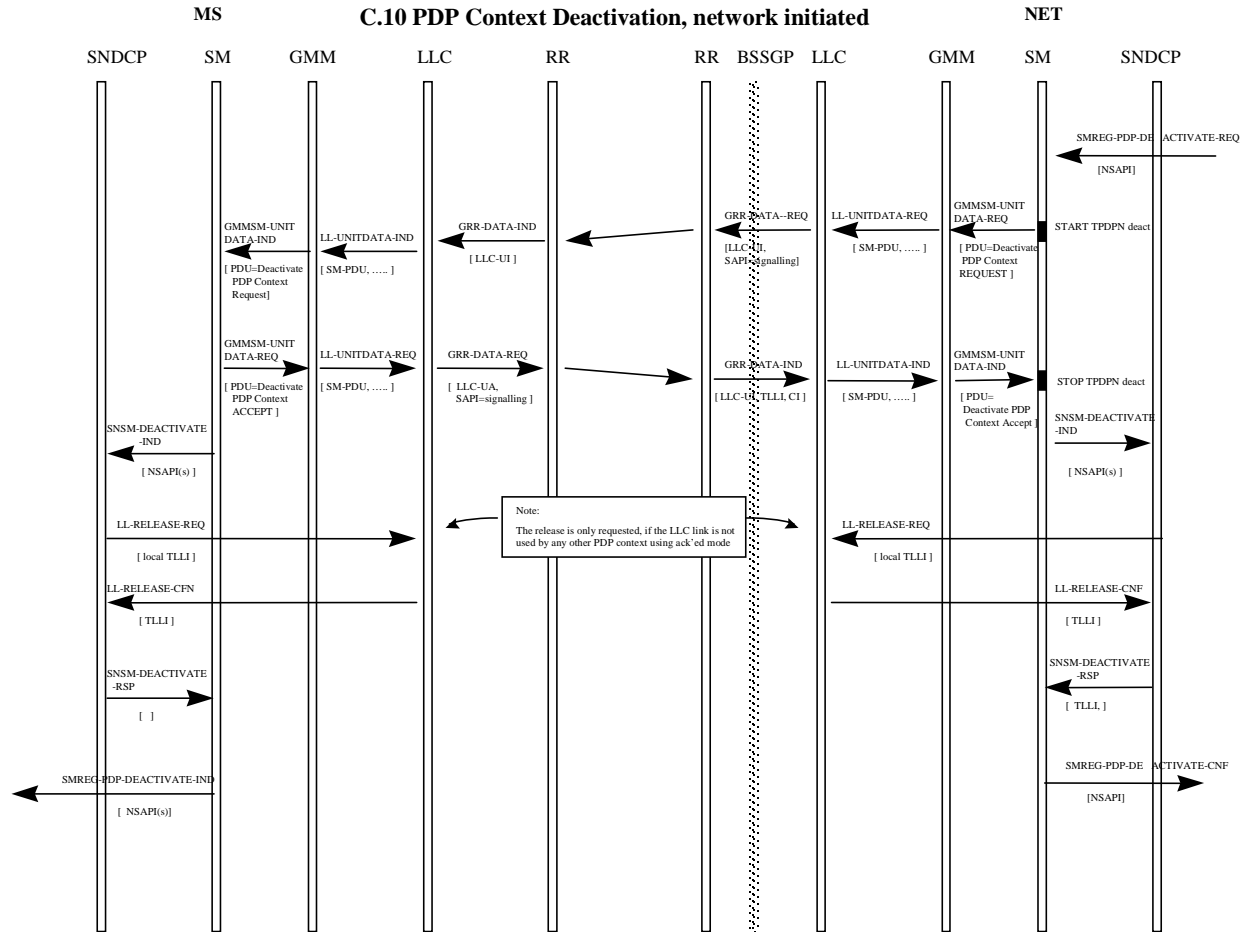 MS
C.10 PDP Context Deactivation, network initiated
NET
SNDCP
SM
GMM
LLC
RR
RR
BSSGP
LLC
GMM
SM
SNDCP
SMREG-PDP-DE ACTIVATE-REQ
[NSAPI]
GMMSM-UNIT
DATA-IND
[ PDU=Deactivate
PDP Context
Request]
LL-UNITDATA-IND
[ SM-PDU, ….. ]
GRR-DATA-IND
[ LLC-UI ]
GRR-DATA--REQ
[LLC-UI,
SAPI=signalling]
LL-UNITDATA-REQ
[ SM-PDU, ….. ]
GMMSM-UNIT
DATA-REQ
[ PDU=Deactivate
PDP Context
REQUEST ]
START TPDPN deact
GMMSM-UNIT
DATA-REQ
[PDU=Deactivate
PDP Context
ACCEPT ]
LL-UNITDATA-REQ
[ SM-PDU, ….. ]
GRR-DATA-REQ
[ LLC-UA,
SAPI=signalling ]
GRR-DATA-IND
[ LLC-UI, TLLI, CI ]
LL-UNITDATA-IND
[ SM-PDU, ….. ]
GMMSM-UNIT
DATA-IND
[ PDU=
Deactivate PDP
Context Accept ]
STOP TPDPN deact
SNSM-DEACTIVATE
-IND
[ NSAPI(s) ]
SNSM-DEACTIVATE
-IND
[ NSAPI(s) ]
LL-RELEASE-REQ
[ local TLLI ]
Note:
The release is only requested, if the LLC link is not
used by any other PDP context using ack'ed mode
LL-RELEASE-REQ
[ local TLLI ]
LL-RELEASE-CFN
[ TLLI ]
LL-RELEASE-CNF
[ TLLI ]
SNSM-DEACTIVATE
-RSP
[ ]
SNSM-DEACTIVATE
-RSP
[ TLLI, ]
SMREG-PDP-DEACTIVATE-IND
[ NSAPI(s)]
SMREG-PDP-DE ACTIVATE-CNF
[NSAPI]